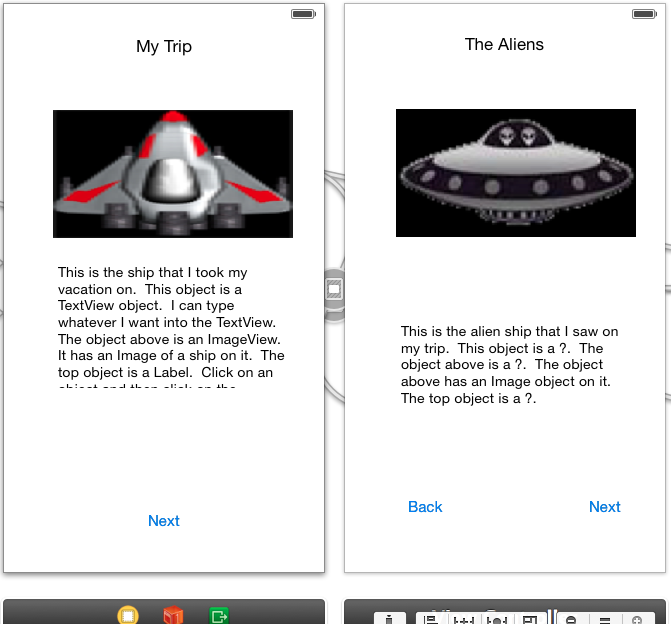 My Trip
This is the ship that I took my
vacation on.  This object is a
TextView object.  I can type
whatever I want into the TextView.
The object above is an ImageView.
It has an Image of a ship on it.  The
top object is a Label.  Click on an
object and then click on the
Next
The Aliens
This is the alien ship that I saw on
my trip.  This object is a ?.  The
object above is a ?.  The object
above has an Image object on it.
The top object is a ?.
Back
Next